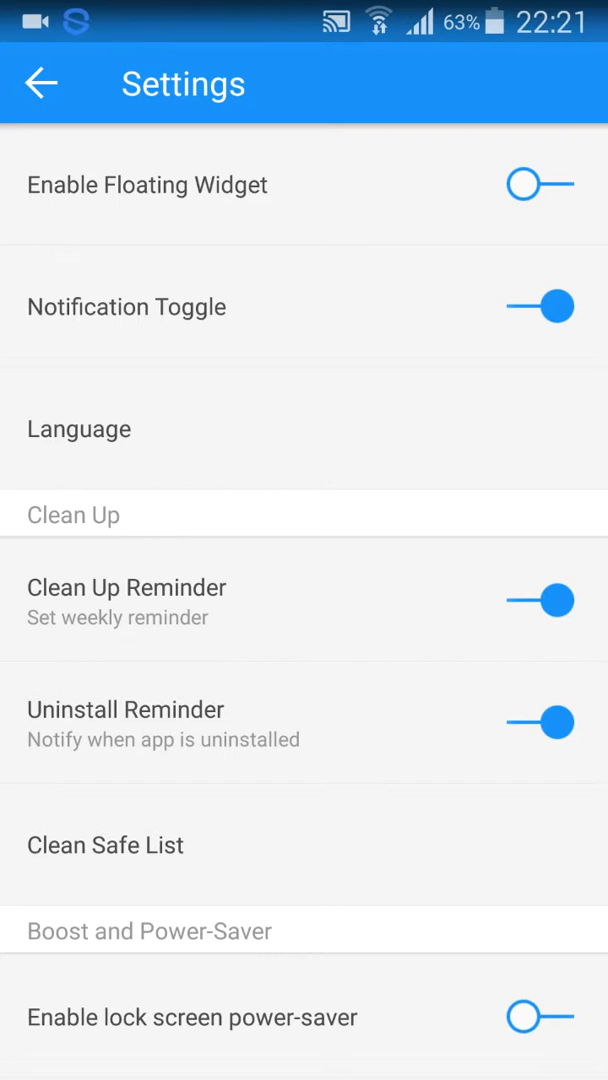 63% 22:21
Settings
Enable Floating Widget
Notification Toggle
Language
Clean Up
Clean Up Reminder
Set weekly reminder
Uninstall Reminder
Notify when app is uninstalled
Clean Safe List
Boost and Power-Saver
Enable lock screen power-saver